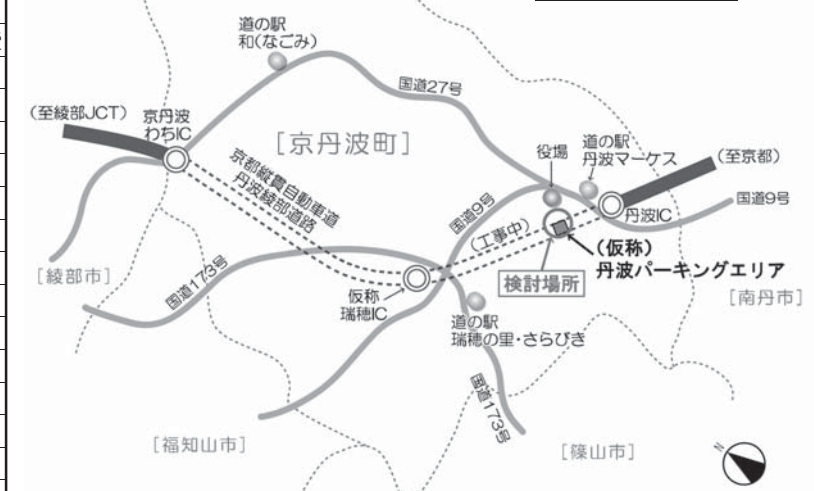 道の駅
和(なごみ)
国道27号
(至綾部JCT)
京丹波
わちIC
[京丹波町]
役場
道の駅
丹波マーケス
(至京都)
京都縦貫自動車道
丹波綾部道路
国道9号
(工事中)
丹波IC
国道9号
(仮称)
丹波パーキングエリア
検討場所
[綾部市]
国道173号
仮称
瑞穂IC
道の駅
瑞穂の里・さらびき
[南丹市]
国道173号
[福知山市]
[篠山市]
N